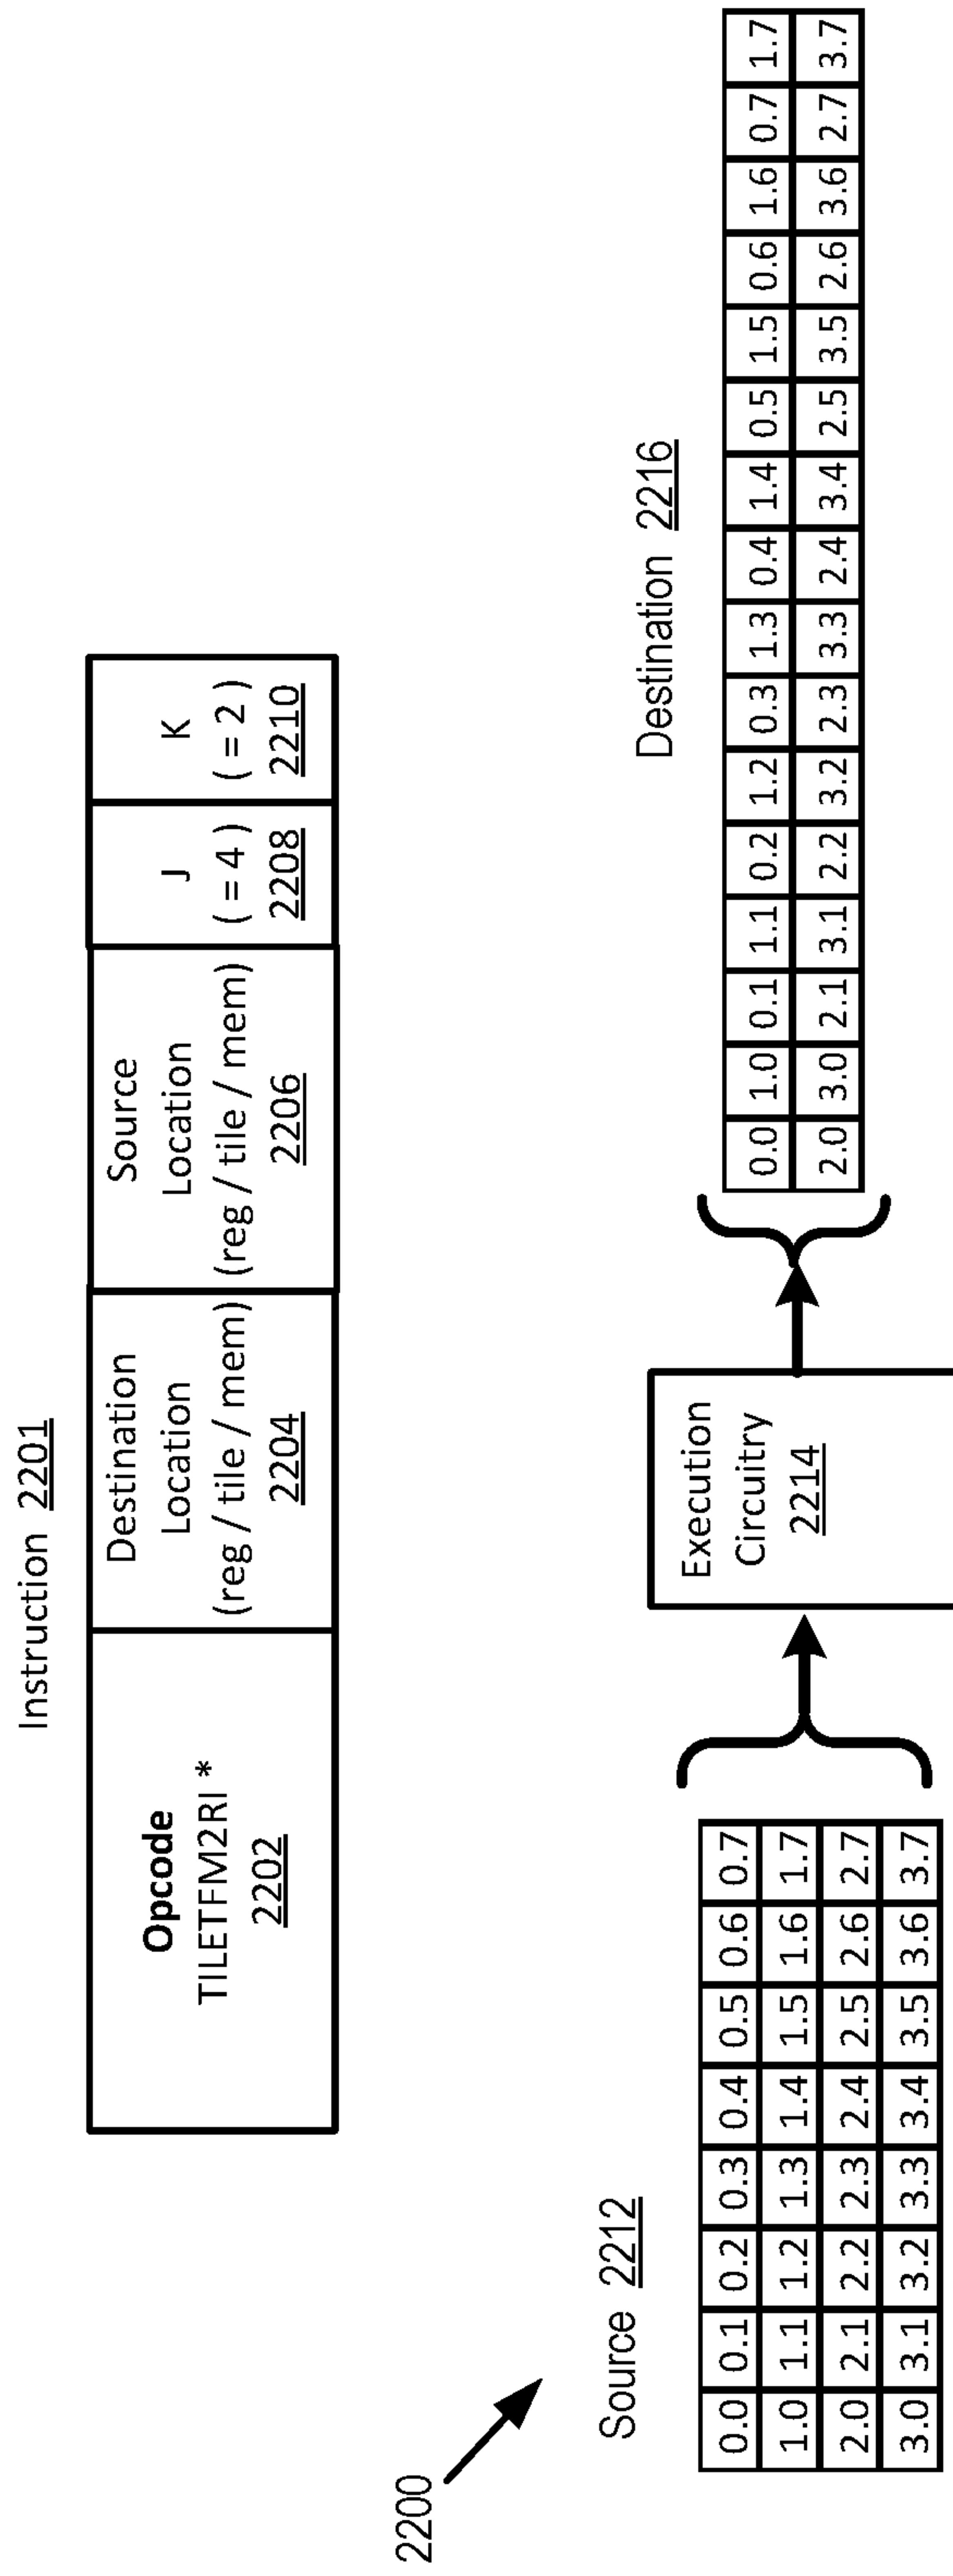 Instruction 2201
Opcode
TILETFM2RI *
2202
Destination
Location
(reg / tile / mem)
2204
Source
Location
(reg / tile / mem)
2206
J
( = 4 )
2208
K
( = 2 )
2210
2200
Source 2212
0.0 0.1 0.2 0.3 0.4 0.5 0.6 0.7
1.0 1.1 1.2 1.3 1.4 1.5 1.6 1.7
2.0 2.1 2.2 2.3 2.4 2.5 2.6 2.7
3.0 3.1 3.2 3.3 3.4 3.5 3.6 3.7
Execution
Circuitry
2214
Destination 2216
0.0 1.0 0.1 1.1 0.2 1.2 0.3 1.3 0.4 1.4 0.5 1.5 0.6 1.6 0.7 1.7
2.0 3.0 2.1 3.1 2.2 3.2 2.3 3.3 2.4 3.4 2.5 3.5 2.6 3.6 2.7 3.7